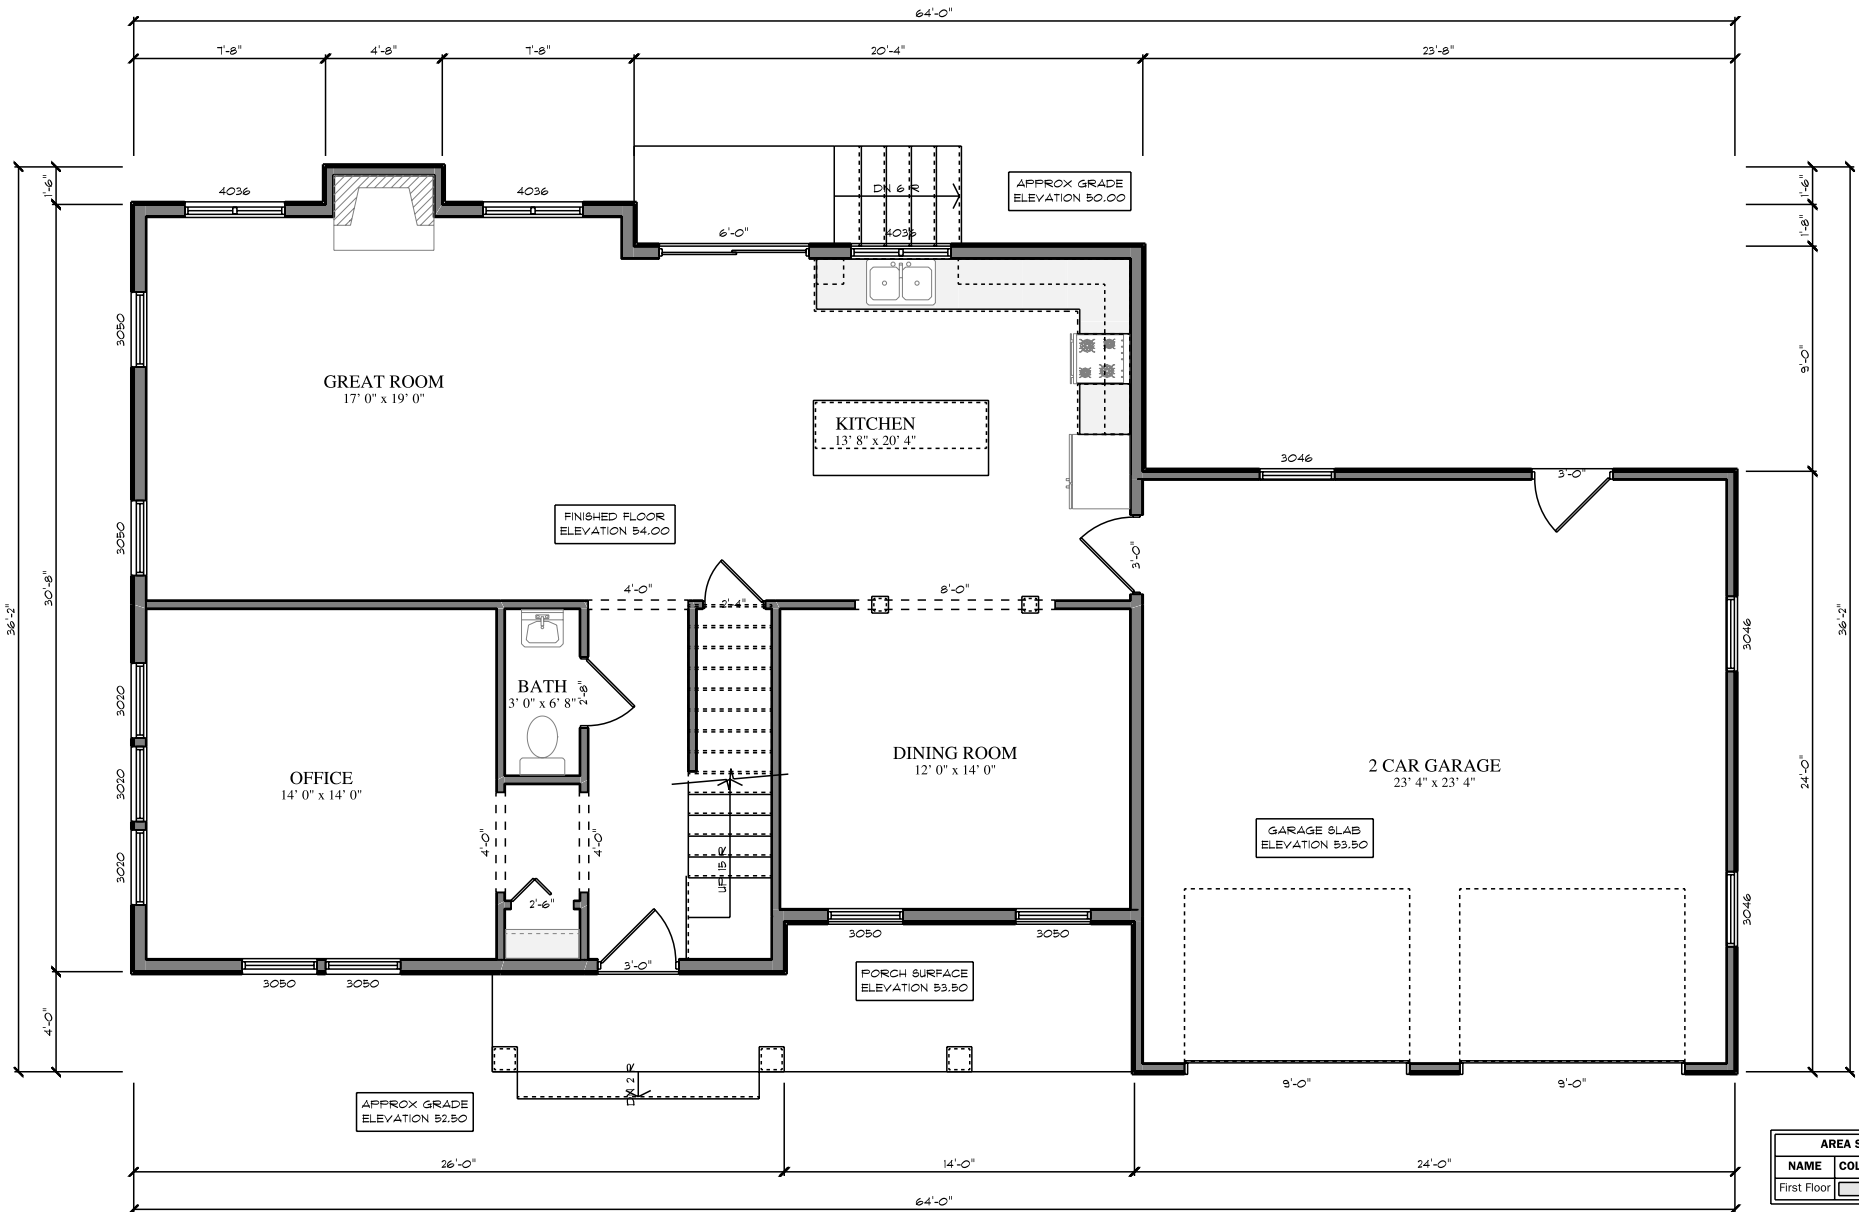 64'-0"
7'-8" 4'-8" 7'-8" 20'-4" 23'-8"
4036 4036
DN 6 R
APPROX GRADE
ELEVATION 50.00
6'-0" 4036
1'-6"
30'-8"
36'-2"
4'-0"
1'-6"
1'-8"
9'-0"
24'-0"
36'-2"
3050
GREAT ROOM
17' 0" x 19' 0"
KITCHEN
13' 8" x 20' 4"
3050
FINISHED FLOOR
ELEVATION 54.00
3046 3'-0"
3'-0"
4'-0" 2'-4" 8'-0"
3046
BATH
3' 0" x 6' 8"
2'-8"
3020
3020
3020
OFFICE
14' 0" x 14' 0"
DINING ROOM
12' 0" x 14' 0"
2 CAR GARAGE
23' 4" x 23' 4"
4'-0" 4'-0"
UP 15 R
GARAGE SLAB
ELEVATION 53.50
2'-6"
3046
3'-0"
3050 3050
3050 3050
PORCH SURFACE
ELEVATION 53.50
DN 2 R
9'-0" 9'-0"
APPROX GRADE
ELEVATION 52.50
26'-0" 14'-0" 24'-0"
64'-0"
AREA S
NAME COL
First Floor